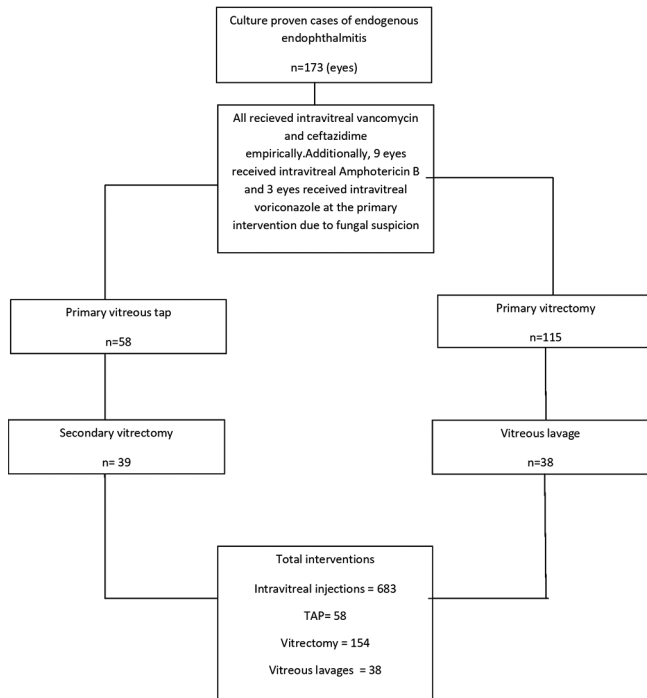 Culture proven cases of endogenous
endophthalmitis
n=173 (eyes)
All recieved intravitreal vancomycin
and ceftazidime
empirically.Additionally, 9 eyes
received intravitreal Amphotericin B
and 3 eyes received intravitreal
voriconazole at the primary
intervention due to fungal suspicion
Primary vitreous tap
n=58
Primary vitrectomy
n=115
Secondary vitrectomy
n= 39
Vitreous lavage
n=38
Total interventions
Intravitreal injections = 683
TAP= 58
Vitrectomy = 154
Vitreous lavages = 38